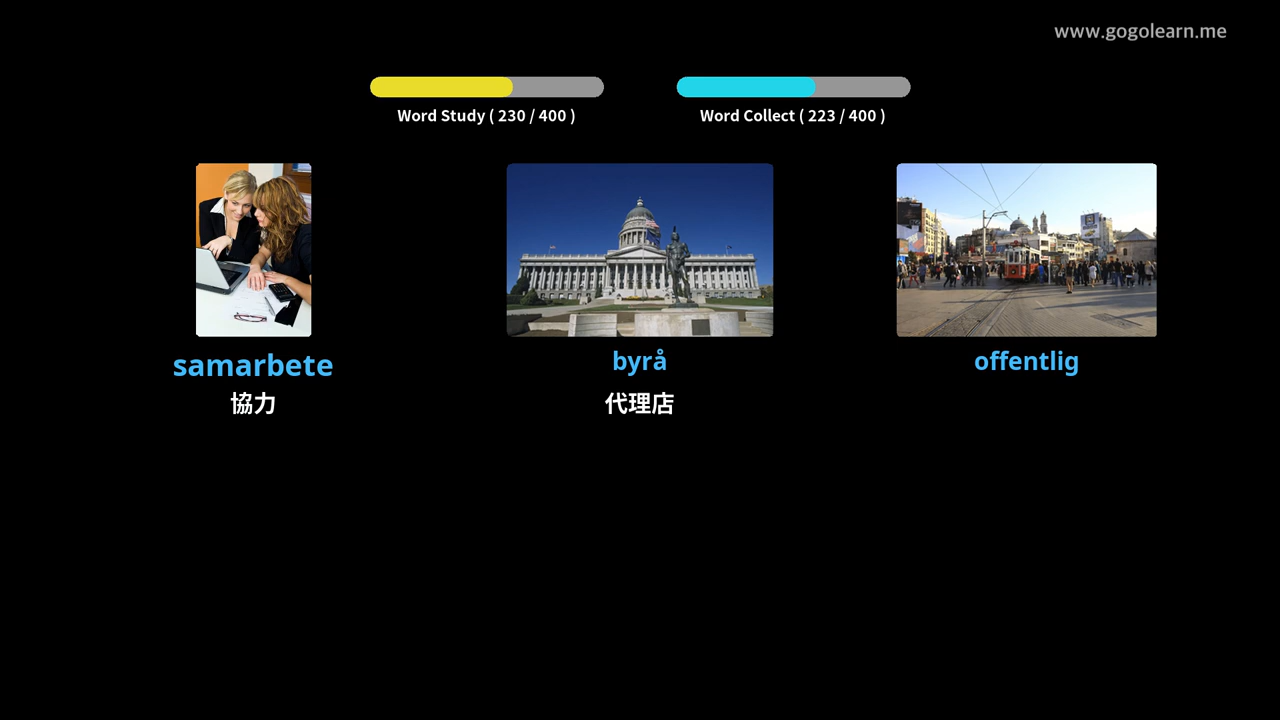 www.gogolearn.me
Word Study ( 230 / 400 )
Word Collect ( 223 / 400 )
samarbete
協力
byrå
代理店
offentlig